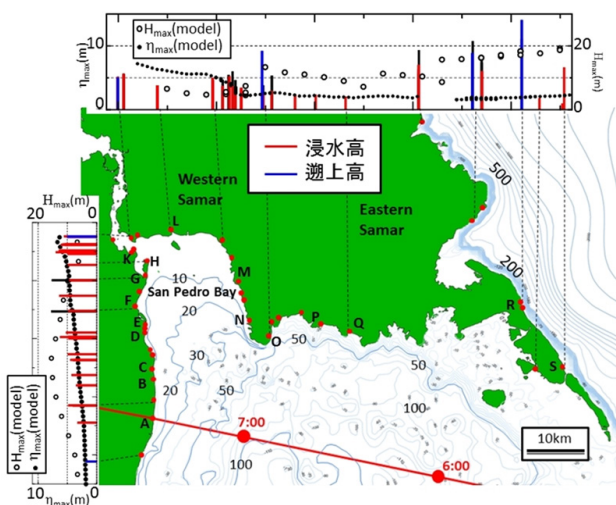 Hmax(model)
ηmax(model)
ηmax(m)
10
5
0
Hmax(m)
20
10
0
浸水高
遡上高
Western
Samar
Eastern
Samar
500
200
L
K
H
G
F
E
D
C
B
A
M
N
O
P
Q
R
S
10
San Pedro Bay
20
30
50
50
50
20
100
100
7:00
6:00
10km
Hmax(m)
20
0
Hmax(model)
ηmax(model)
10
0
ηmax(m)